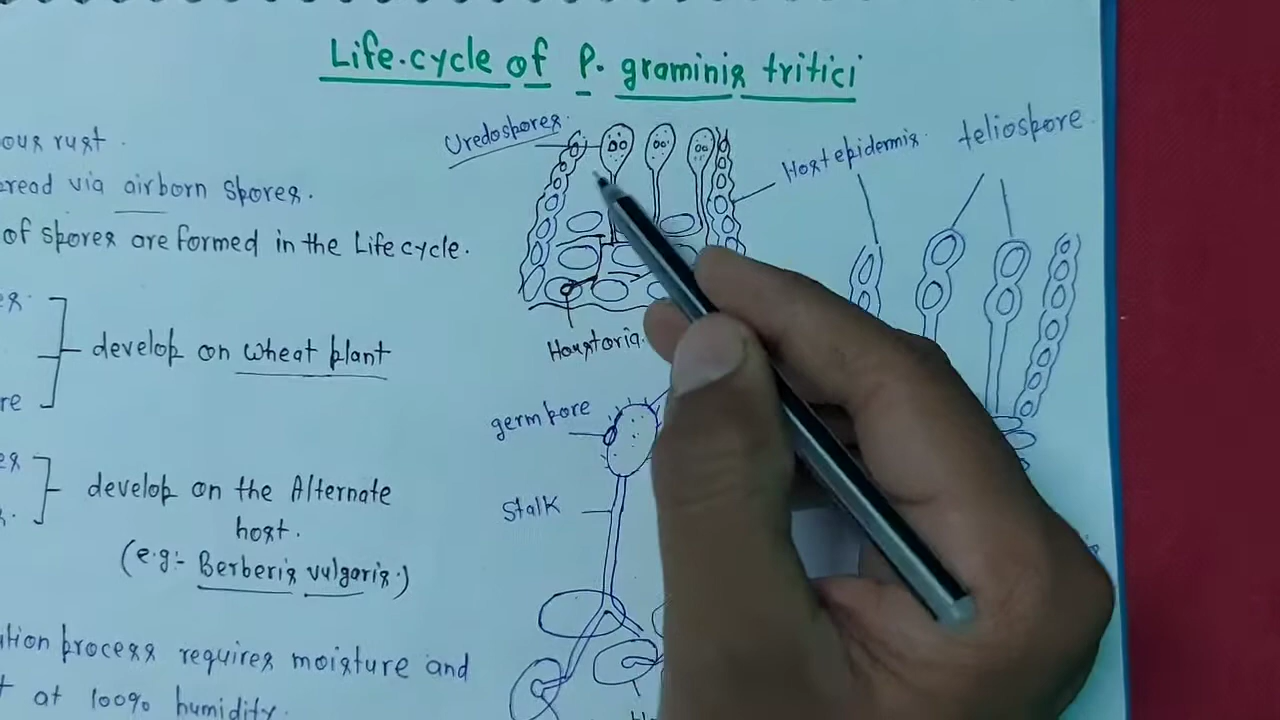 Life.cycle of P. graminis tritici
ous rust.
read via airborn spores.
of spores are formed in the Life cycle.
develop on wheat plant
re
develop on the Alternate
host.
(e.g:- Berberis vulgaris.)
tion process requires moisture and
t at 100% humidity.
Uredospores
Host epidermis.
teliospore
Haustoria.
germ pore
Stalk